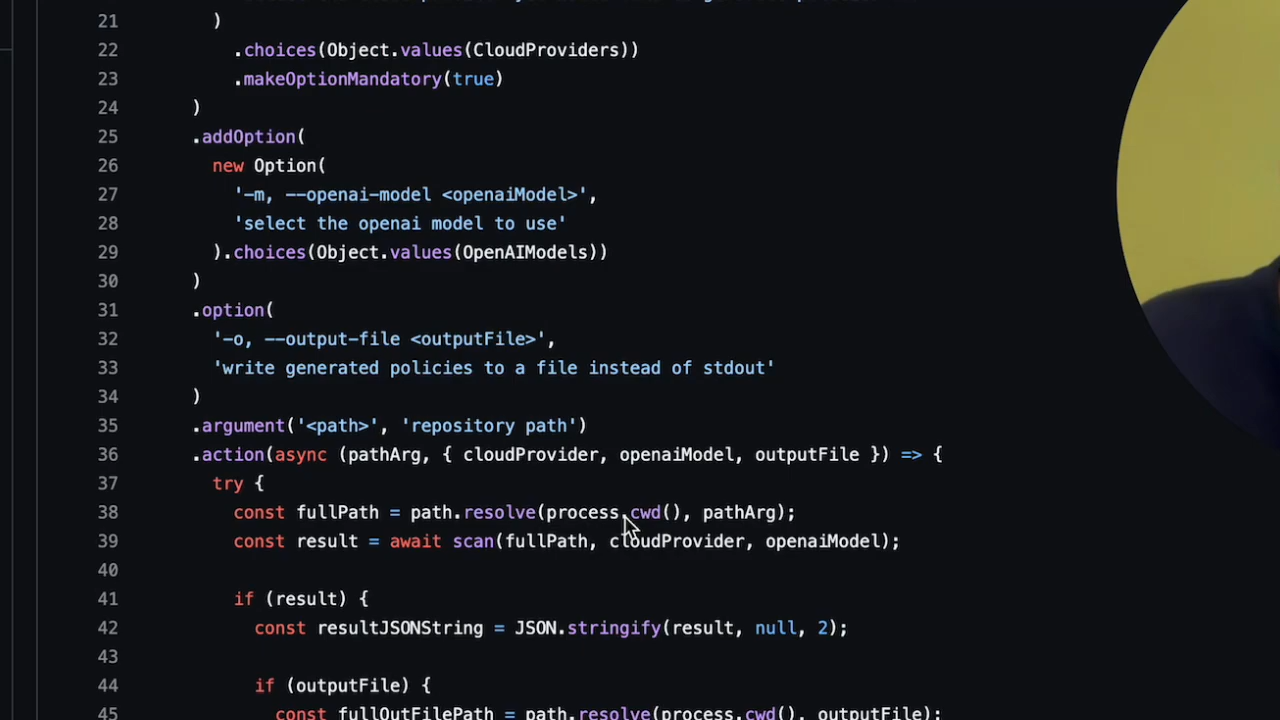 21 )
22 .choices(Object.values(CloudProviders))
23 .makeOptionMandatory(true)
24 )
25 .addOption(
26 new Option(
27 '-m, --openai-model <openaiModel>',
28 'select the openai model to use'
29 ).choices(Object.values(OpenAIModels))
30 )
31 .option(
32 '-o, --output-file <outputFile>',
33 'write generated policies to a file instead of stdout'
34 )
35 .argument('<path>', 'repository path')
36 .action(async (pathArg, { cloudProvider, openaiModel, outputFile }) => {
37 try {
38 const fullPath = path.resolve(process.cwd(), pathArg);
39 const result = await scan(fullPath, cloudProvider, openaiModel);
40
41 if (result) {
42 const resultJSONString = JSON.stringify(result, null, 2);
43
44 if (outputFile) {
45 const fullOutFilePath = path.resolve(process.cwd(), outputFile);